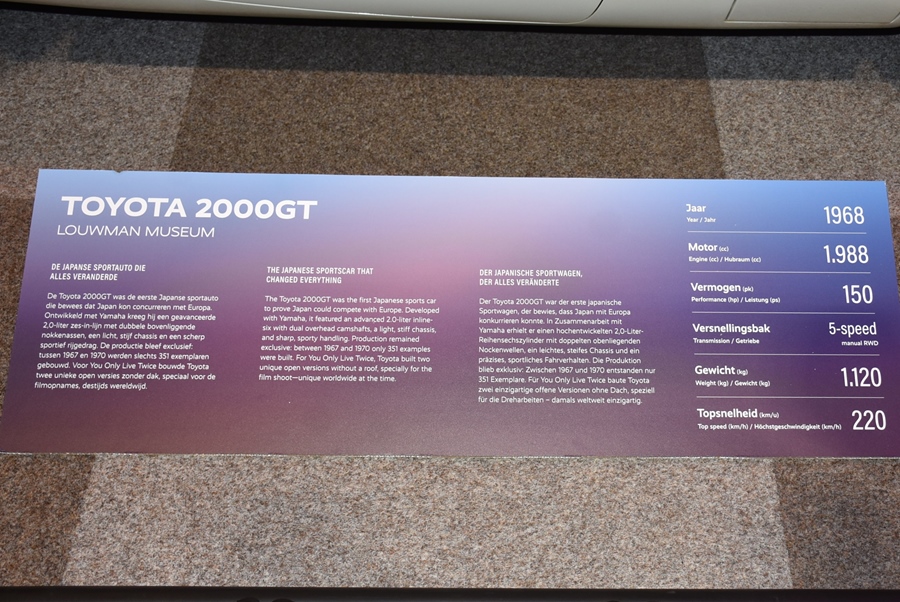 TOYOTA 2000GT
LOUWMAN MUSEUM
DE JAPANSE SPORTAUTO DIE
ALLES VERANDERDE
De Toyota 2000GT was de eerste Japanse sportauto
die bewees dat Japan kon concurreren met Europa.
Ontwikkeld met Yamaha kreeg hij een geavanceerde
2,0-liter zes-in-lijn met dubbele bovenliggende
nokkenassen, een licht, stijf chassis en een scherp
sportief rijgedrag. De productie bleef exclusief:
tussen 1967 en 1970 werden slechts 351 exemplaren
gebouwd. Voor You Only Live Twice bouwde Toyota
twee unieke open versies zonder dak, speciaal voor de
filmopnames, destijds wereldwijd.
THE JAPANESE SPORTSCAR THAT
CHANGED EVERYTHING
The Toyota 2000GT was the first Japanese sports car
to prove Japan could compete with Europe. Developed
with Yamaha, it featured an advanced 2.0-liter inline-
six with dual overhead camshafts, a light, stiff chassis,
and sharp, sporty handling. Production remained
exclusive: between 1967 and 1970 only 351 examples
were built. For You Only Live Twice, Toyota built two
unique open versions without a roof, specially for the
film shoot—unique worldwide at the time.
DER JAPANISCHE SPORTWAGEN,
DER ALLES VERÄNDERTE
Der Toyota 2000GT war der erste japanische
Sportwagen, der bewies, dass Japan mit Europa
konkurrieren konnte. In Zusammenarbeit mit
Yamaha erhielt er einen hochentwickelten 2,0-Liter-
Reihensechszylinder mit doppelten obenliegenden
Nockenwellen, ein leichtes, steifes Chassis und ein
präzises, sportliches Fahrverhalten. Die Produktion
blieb exklusiv: Zwischen 1967 und 1970 entstanden nur
351 Exemplare. Für You Only Live Twice baute Toyota
zwei einzigartige offene Versionen ohne Dach, speziell
für die Dreharbeiten – damals weltweit einzigartig.
Jaar
Year / Jahr
1968
Motor (cc)
Engine (cc) / Hubraum (cc)
1.988
Vermogen (pk)
Performance (hp) / Leistung (ps)
150
Versnellingsbak
Transmission / Getriebe
5-speed
manual RWD
Gewicht (kg)
Weight (kg) / Gewicht (kg)
1.120
Topsnelheid (km/u)
Top speed (km/h) / Höchstgeschwindigkeit (km/h)
220